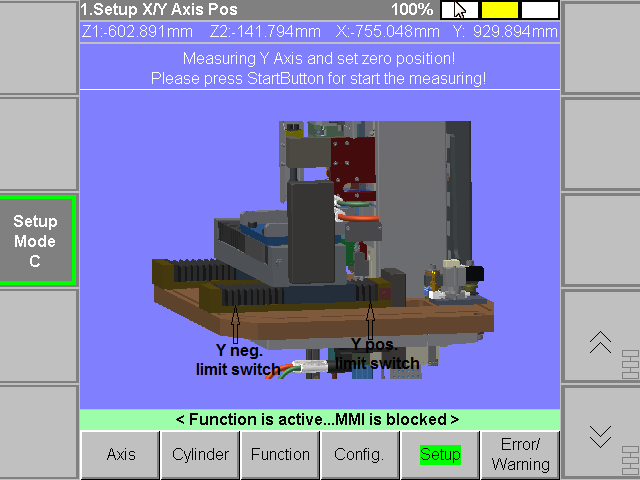 1.Setup X/Y Axis Pos 100%
Z1:-602.891mm Z2:-141.794mm X:-755.048mm Y: 929.894mm
Measuring Y Axis and set zero position!
Please press StartButton for start the measuring!
Setup
Mode
C
Y neg.
limit switch
Y pos.
limit switch
< Function is active...MMI is blocked >
Axis
Cylinder
Function
Config.
Setup
Error/
Warning